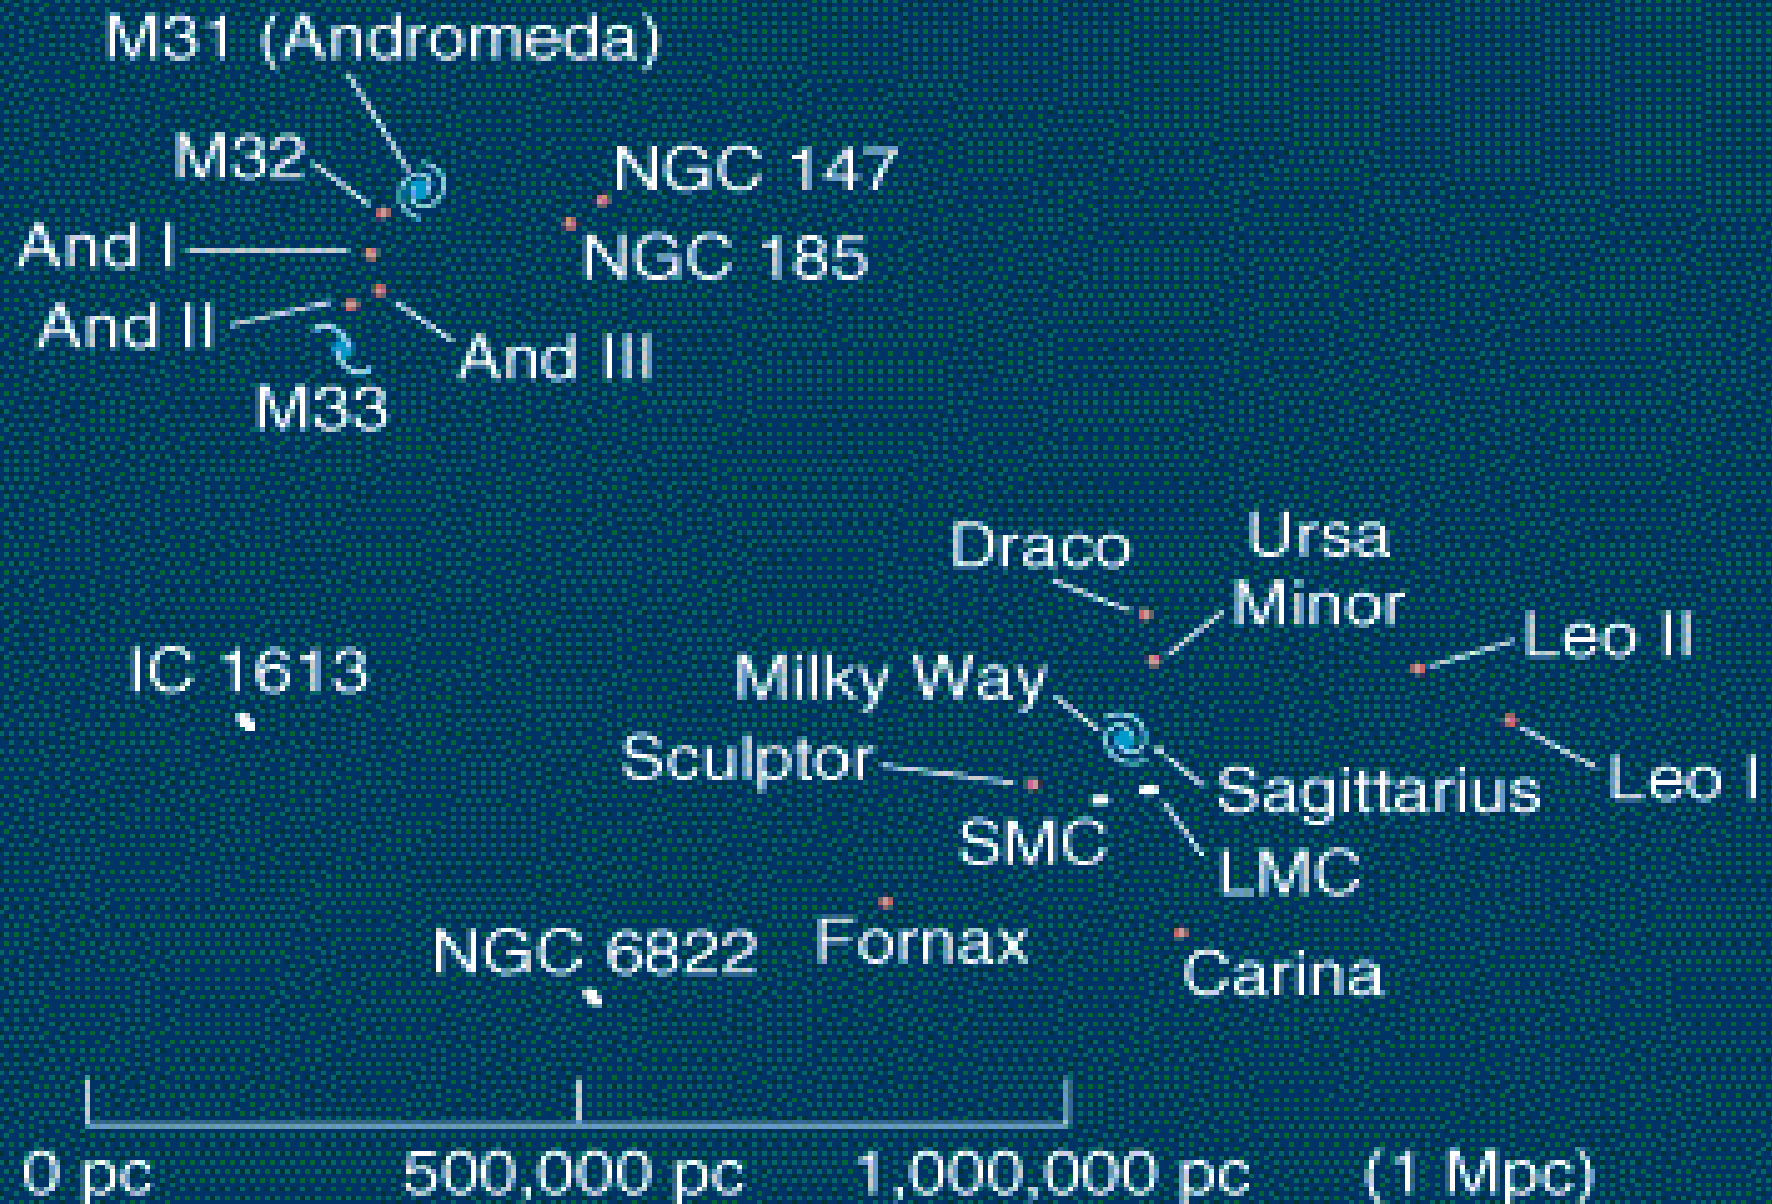 M31 (Andromeda)
M32
NGC 147
And I
NGC 185
And II
And III
M33
Draco
Ursa
Minor
Leo II
IC 1613
Milky Way
Sculptor
Sagittarius
Leo I
SMC
LMC
NGC 6822
Fornax
Carina
0 pc 500,000 pc 1,000,000 pc (1 Mpc)